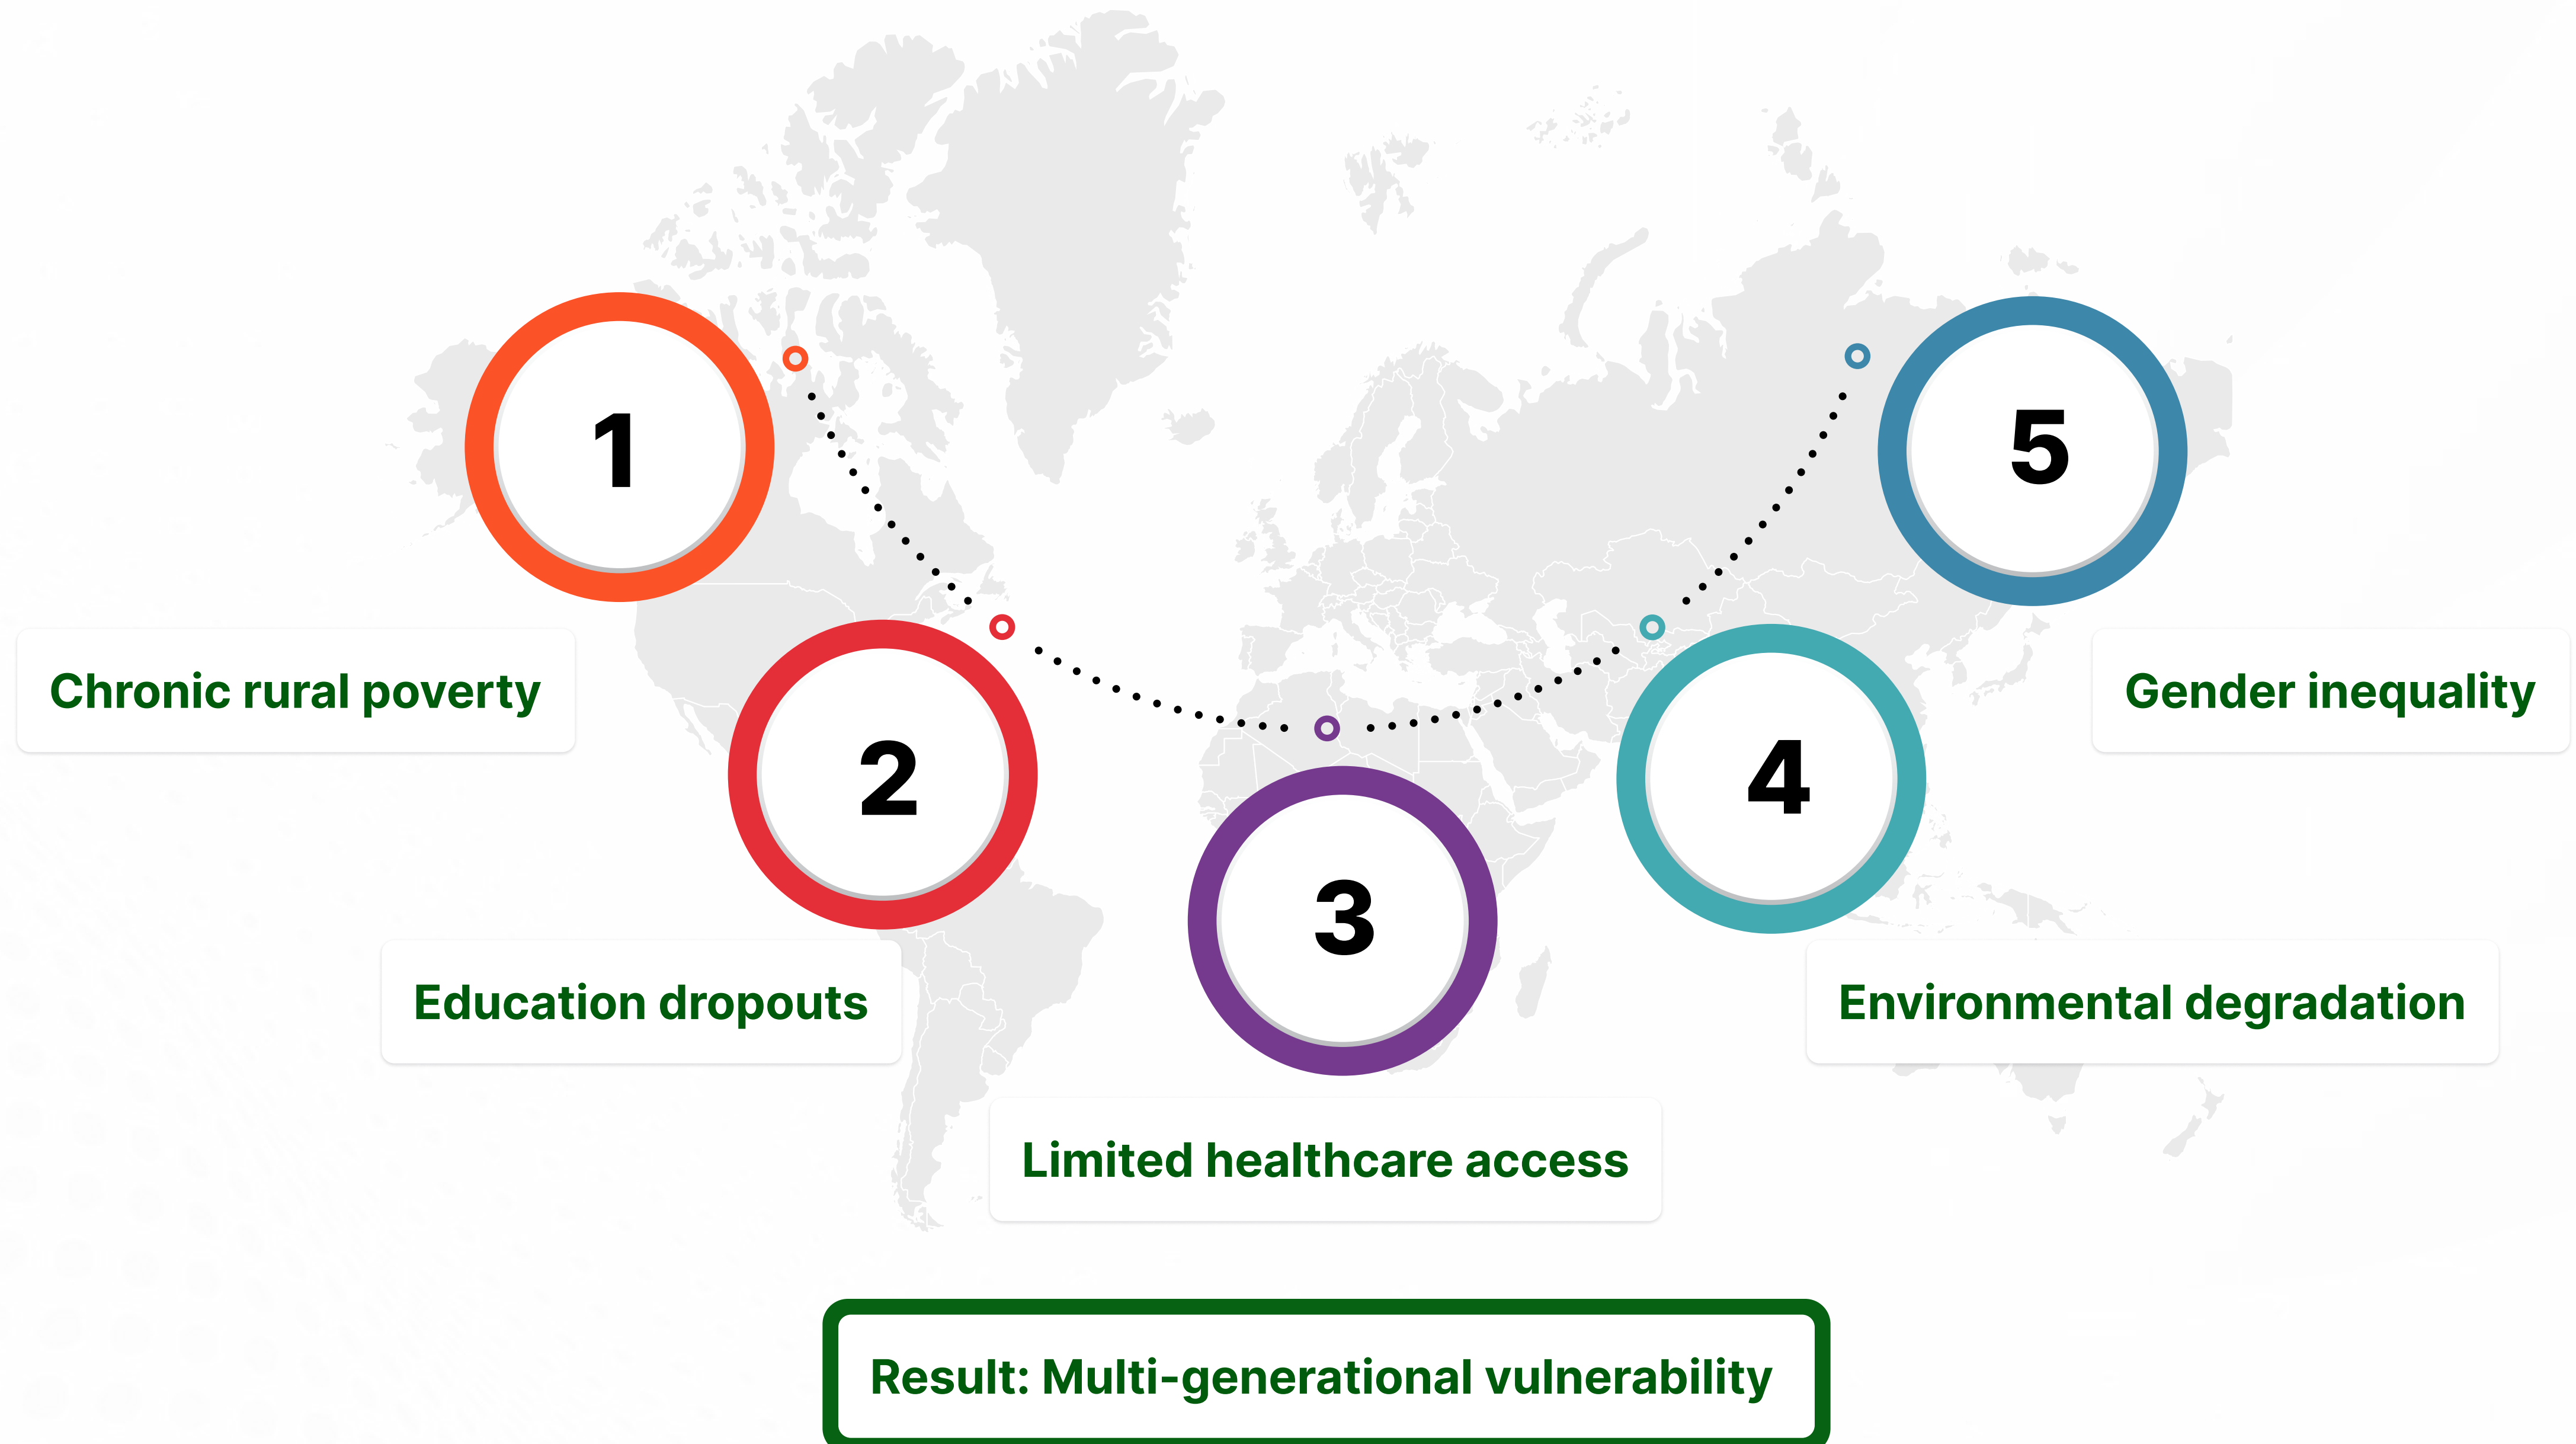 1
Chronic rural poverty
2
Education dropouts
3
Limited healthcare access
4
Environmental degradation
5
Gender inequality
Result: Multi-generational vulnerability